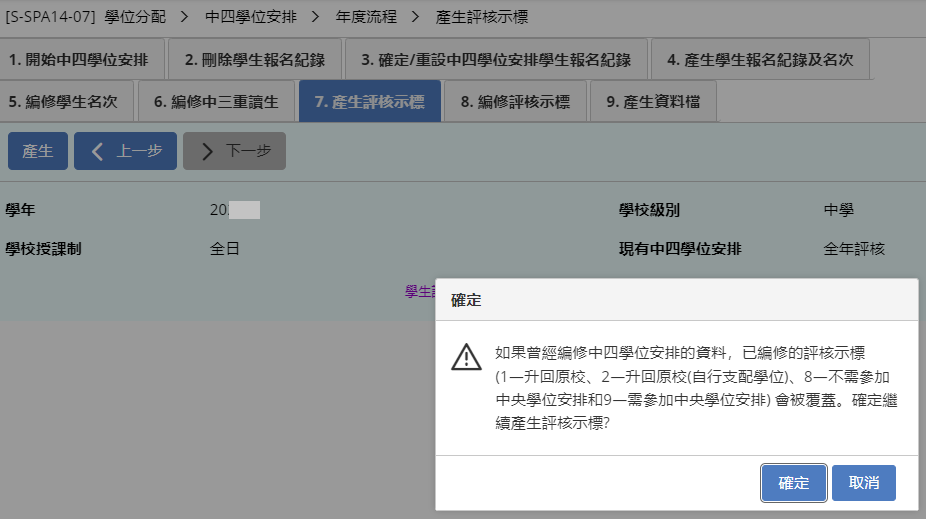 [S-SPA14-07] 學位分配 > 中四學位安排 > 年度流程 > 產生評核示標
1. 開始中四學位安排 2. 刪除學生報名紀錄 3. 確定/重設中四學位安排學生報名紀錄 4. 產生學生報名紀錄及名次
5. 編修學生名次 6. 編修中三重讀生 7. 產生評核示標 8. 編修評核示標 9. 產生資料檔
產生 上一步 下一步
學年 20 學校級別 中學
學校授課制 全日 現有中四學位安排 全年評核
學生
確定
如果曾經編修中四學位安排的資料，已編修的評核示標
(1—升回原校、2—升回原校(自行支配學位)、8—不需參加
中央學位安排和9—需參加中央學位安排) 會被覆蓋。確定繼
續產生評核示標?
確定 取消